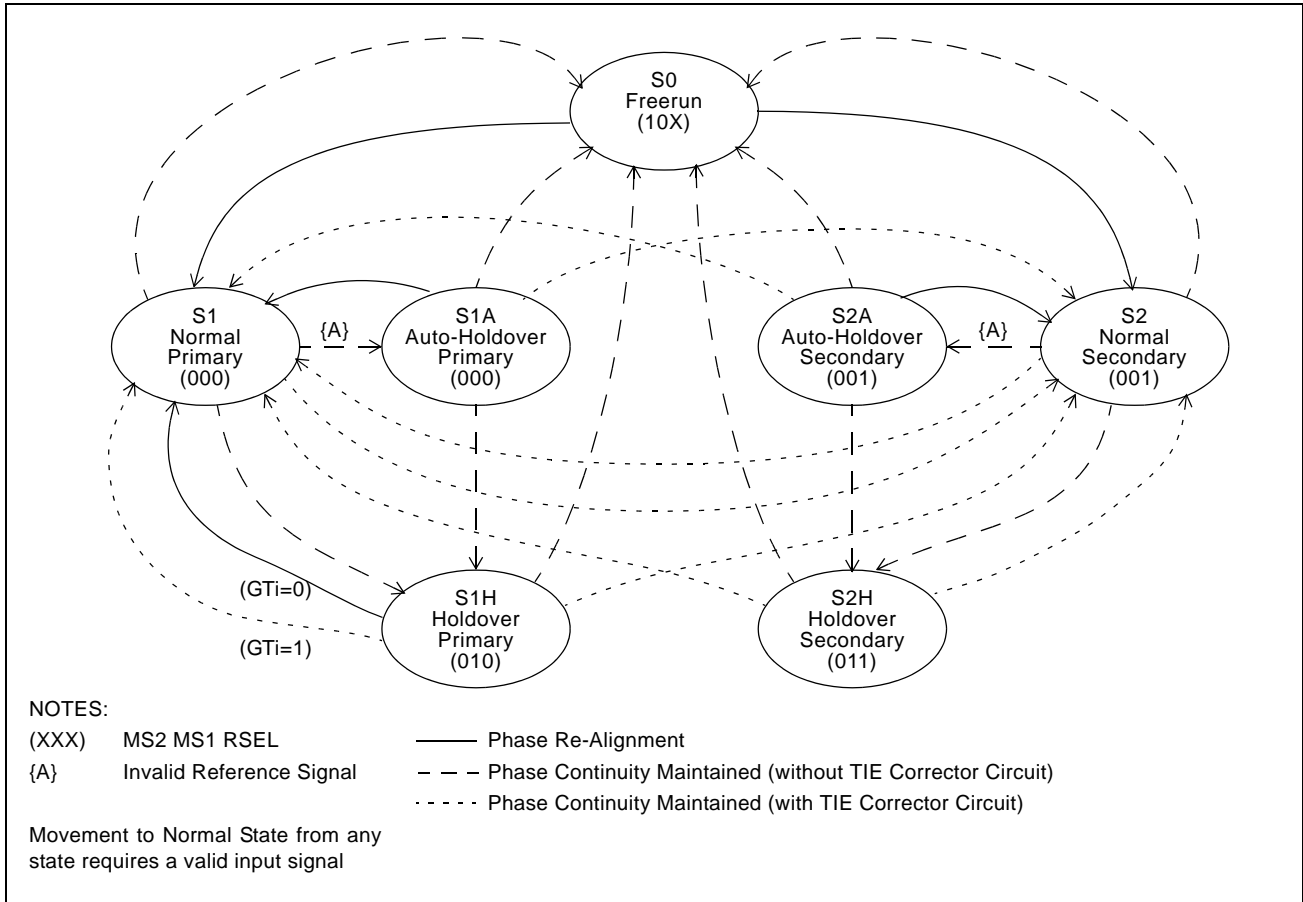 S0
Freerun
(10X)
S1
Normal
Primary
(000)
{A}
S1A
Auto-Holdover
Primary
(000)
S2A
Auto-Holdover
Secondary
(001)
{A}
S2
Normal
Secondary
(001)
(GTi=0)
(GTi=1)
S1H
Holdover
Primary
(010)
S2H
Holdover
Secondary
(011)
NOTES:
(XXX) MS2 MS1 RSEL
{A} Invalid Reference Signal
Phase Re-Alignment
Phase Continuity Maintained (without TIE Corrector Circuit)
Phase Continuity Maintained (with TIE Corrector Circuit)
Movement to Normal State from any
state requires a valid input signal